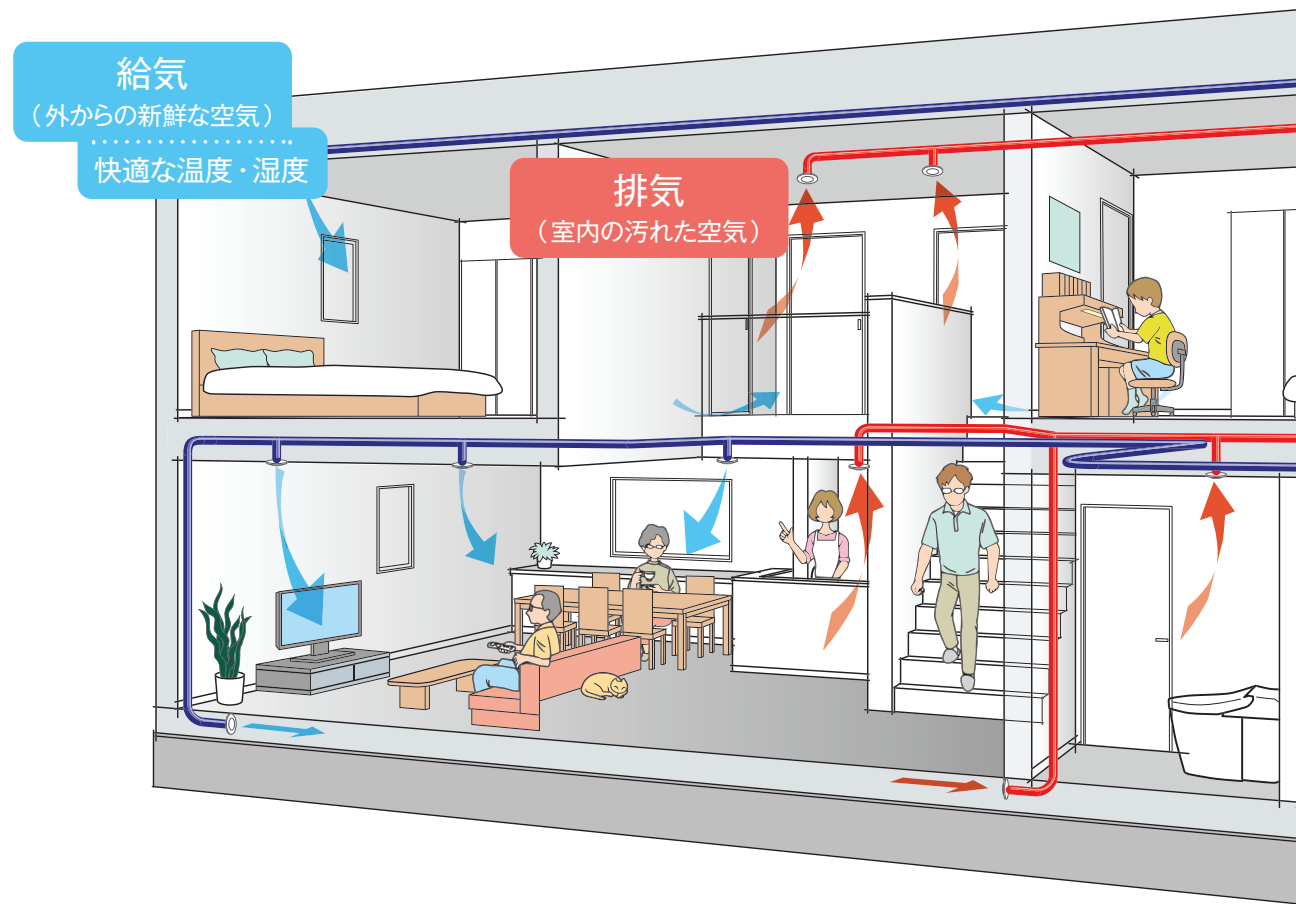 給気
（外からの新鮮な空気）
快適な温度・湿度
排気
（室内の汚れた空気）